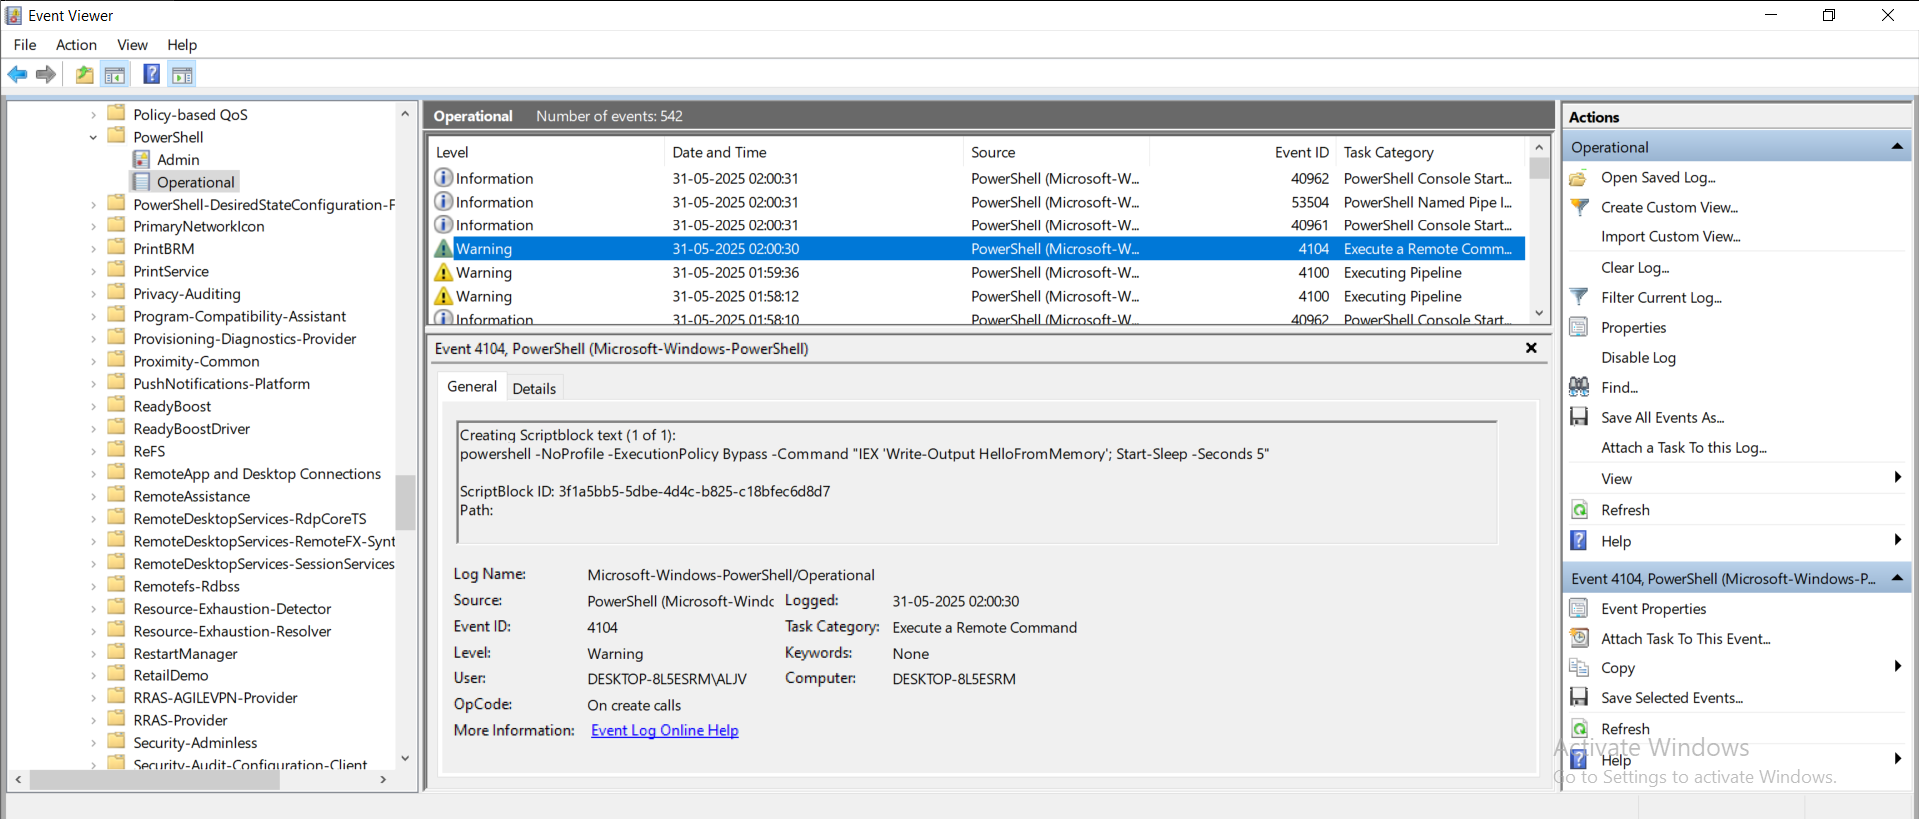 Event Viewer
File Action View Help
Policy-based QoS
PowerShell
Admin
Operational
PowerShell-DesiredStateConfiguration-F
PrimaryNetworkIcon
PrintBRM
PrintService
Privacy-Auditing
Program-Compatibility-Assistant
Provisioning-Diagnostics-Provider
Proximity-Common
PushNotifications-Platform
ReadyBoost
ReadyBoostDriver
ReFS
RemoteApp and Desktop Connections
RemoteAssistance
RemoteDesktopServices-RdpCoreTS
RemoteDesktopServices-RemoteFX-Synt
RemoteDesktopServices-SessionServices
Remotefs-Rdbss
Resource-Exhaustion-Detector
Resource-Exhaustion-Resolver
RestartManager
RetailDemo
RRAS-AGILEVPN-Provider
RRAS-Provider
Security-Adminless
Security-Audit-Configuration-Client
Operational Number of events: 542
Level Date and Time Source Event ID Task Category
Information 31-05-2025 02:00:31 PowerShell (Microsoft-W... 40962 PowerShell Console Start...
Information 31-05-2025 02:00:31 PowerShell (Microsoft-W... 53504 PowerShell Named Pipe I...
Information 31-05-2025 02:00:31 PowerShell (Microsoft-W... 40961 PowerShell Console Start...
Warning 31-05-2025 02:00:30 PowerShell (Microsoft-W... 4104 Execute a Remote Comm...
Warning 31-05-2025 01:59:36 PowerShell (Microsoft-W... 4100 Executing Pipeline
Warning 31-05-2025 01:58:12 PowerShell (Microsoft-W... 4100 Executing Pipeline
Information 31-05-2025 01:58:10 PowerShell (Microsoft-W... 40962 PowerShell Console Start...
Event 4104, PowerShell (Microsoft-Windows-PowerShell)
General Details
Creating Scriptblock text (1 of 1):
powershell -NoProfile -ExecutionPolicy Bypass -Command "IEX 'Write-Output HelloFromMemory'; Start-Sleep -Seconds 5"
ScriptBlock ID: 3f1a5bb5-5dbe-4d4c-b825-c18bfec6d8d7
Path:
Log Name: Microsoft-Windows-PowerShell/Operational
Source: PowerShell (Microsoft-Windo Logged: 31-05-2025 02:00:30
Event ID: 4104 Task Category: Execute a Remote Command
Level: Warning Keywords: None
User: DESKTOP-8L5ESRM\ALJV Computer: DESKTOP-8L5ESRM
OpCode: On create calls
More Information: Event Log Online Help
Actions
Operational
Open Saved Log...
Create Custom View...
Import Custom View...
Clear Log...
Filter Current Log...
Properties
Disable Log
Find...
Save All Events As...
Attach a Task To this Log...
View
Refresh
Help
Event 4104, PowerShell (Microsoft-Windows-P...
Event Properties
Attach Task To This Event...
Copy
Save Selected Events...
Refresh
Help
Activate Windows
Go to Settings to activate Windows.